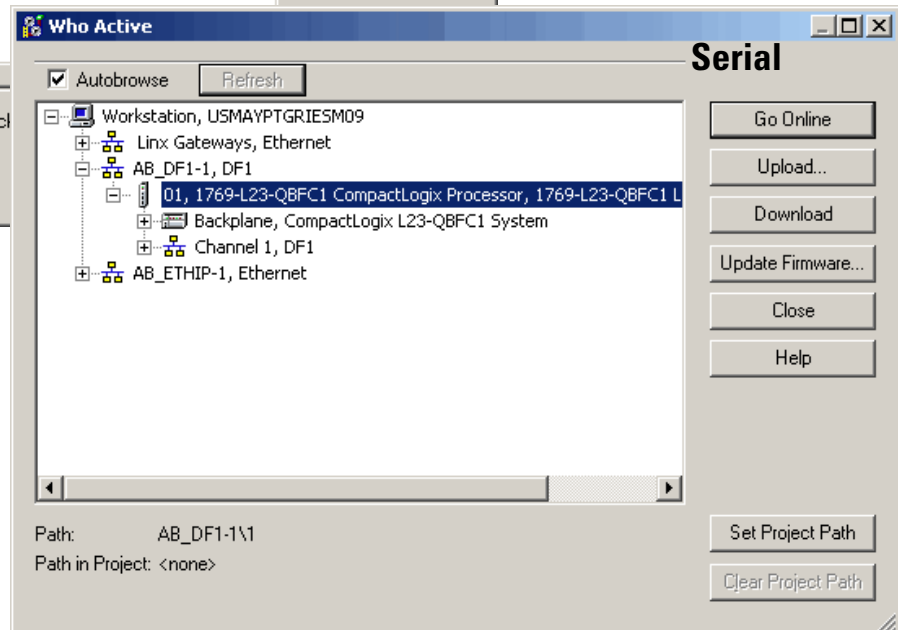 Who Active
Serial
Autobrowse
Refresh
Workstation, USMAYPTGRIESM09
Linx Gateways, Ethernet
AB_DF1-1, DF1
01, 1769-L23-QBFC1 CompactLogix Processor, 1769-L23-QBFC1 L
Backplane, CompactLogix L23-QBFC1 System
Channel 1, DF1
AB_ETHIP-1, Ethernet
Go Online
Upload...
Download
Update Firmware...
Close
Help
Path: AB_DF1-1\1
Path in Project: <none>
Set Project Path
Clear Project Path